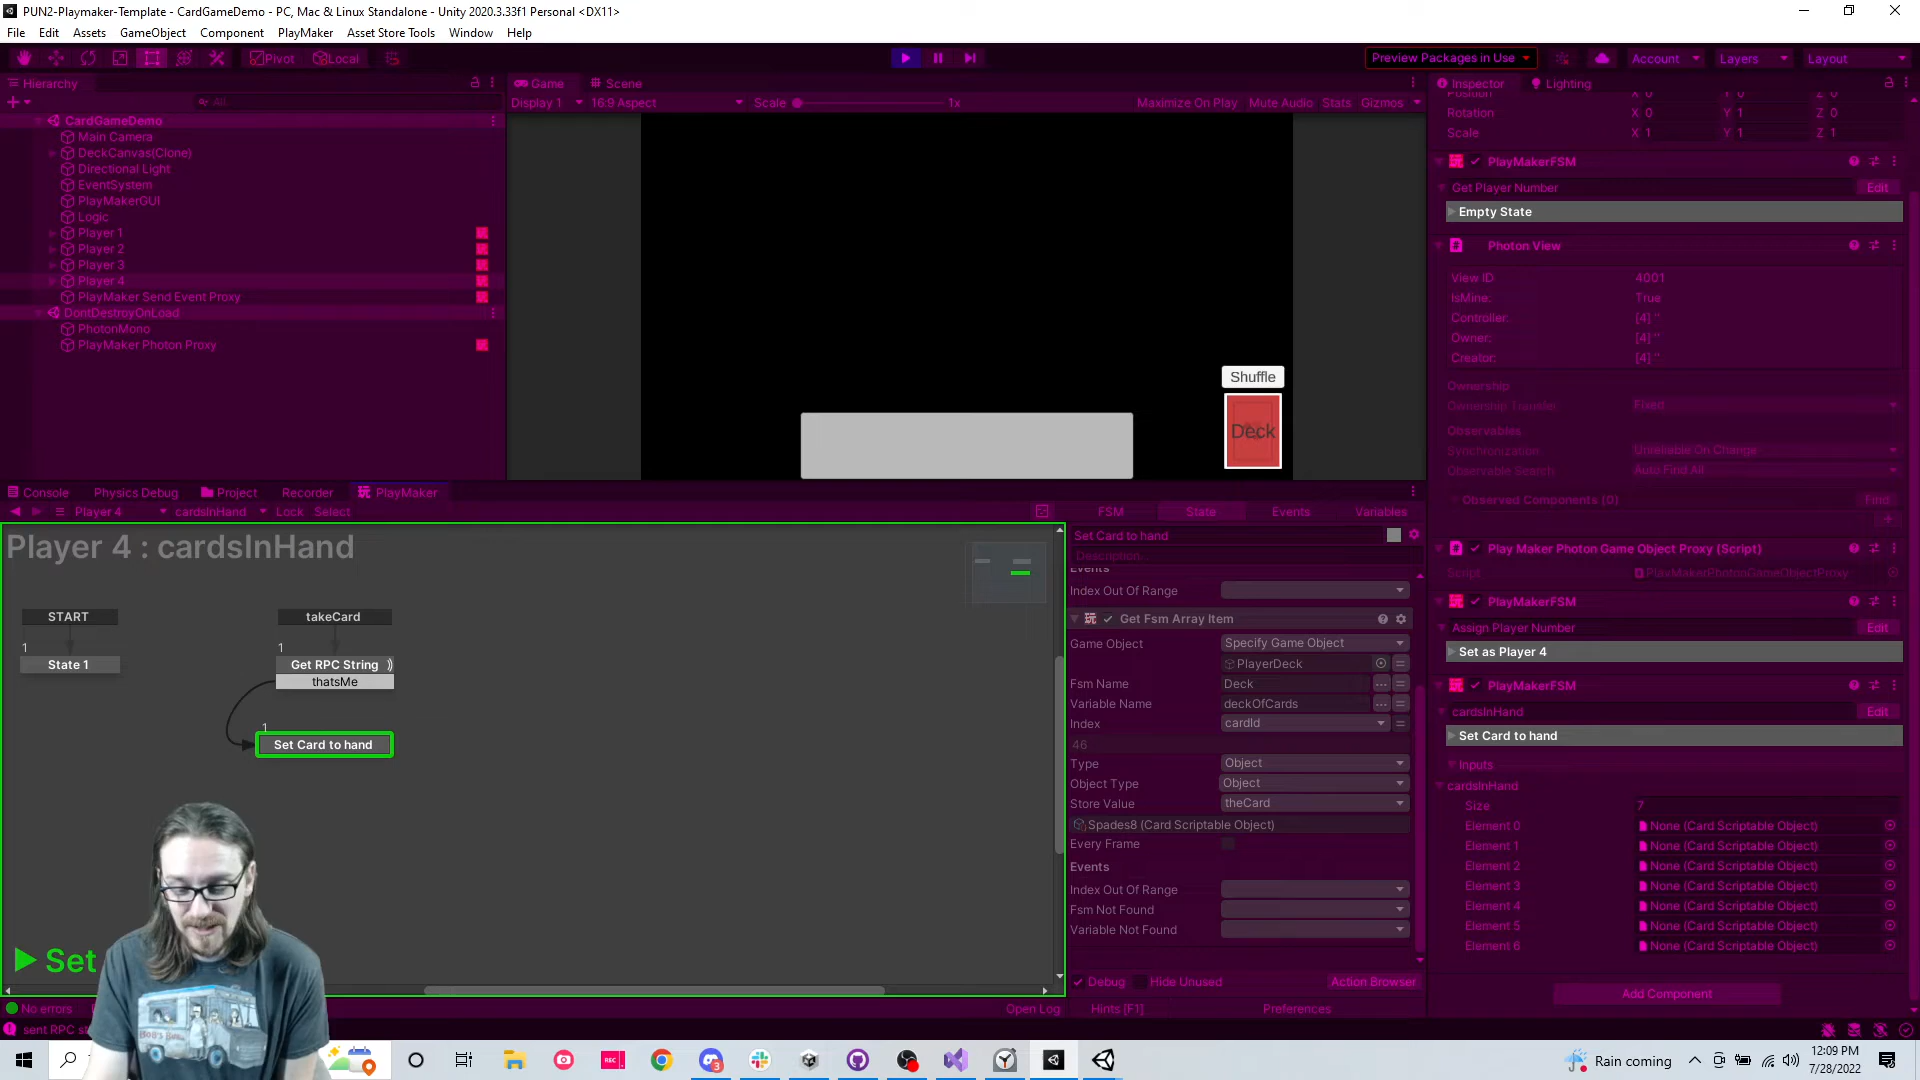 PUN2-Playmaker-Template - CardGameDemo - PC, Mac & Linux Standalone - Unity 2020.3.33f1 Personal <DX11>
File Edit Assets GameObject Component PlayMaker Asset Store Tools Window Help
Pivot Local Preview Packages in Use Account Layers Layout
Hierarchy
All
CardGameDemo
Main Camera
DeckCanvas(Clone)
Directional Light
EventSystem
PlayMakerGUI
Logic
Player 1
Player 2
Player 3
Player 4
PlayMaker Send Event Proxy
DontDestroyOnLoad
PhotonMono
PlayMaker Photon Proxy
Game Scene
Display 1 16:9 Aspect Scale 1x Maximize On Play Mute Audio Stats Gizmos
Shuffle
Deck
Inspector Lighting
Position X 0 Y 0 Z 0
Rotation X 0 Y 1 Z 0
Scale X 1 Y 1 Z 1
PlayMakerFSM
Get Player Number Edit
Empty State
Photon View
View ID 4001
IsMine: True
Controller: [4] ''
Owner: [4] ''
Creator: [4] ''
Ownership
Ownership Transfer Fixed
Observables
Synchronization Unreliable On Change
Observable Search Auto Find All
Observed Components (0) Find
Play Maker Photon Game Object Proxy (Script)
Script PlayMakerPhotonGameObjectProxy
PlayMakerFSM
Assign Player Number Edit
Set as Player 4
PlayMakerFSM
cardsInHand Edit
Set Card to hand
Inputs
cardsInHand
Size 7
Element 0 None (Card Scriptable Object)
Element 1 None (Card Scriptable Object)
Element 2 None (Card Scriptable Object)
Element 3 None (Card Scriptable Object)
Element 4 None (Card Scriptable Object)
Element 5 None (Card Scriptable Object)
Element 6 None (Card Scriptable Object)
Add Component
Console Physics Debug Project Recorder PlayMaker
Player 4 cardsInHand Lock Select
Player 4 : cardsInHand
START
1
State 1
takeCard
1
Get RPC String
thatsMe
1
Set Card to hand
Set
FSM State Events Variables
Set Card to hand
Description...
Events
Index Out Of Range
Get Fsm Array Item
Game Object Specify Game Object
PlayerDeck
Fsm Name Deck
Variable Name deckOfCards
Index cardId
46
Type Object
Object Type Object
Store Value theCard
Spades8 (Card Scriptable Object)
Every Frame
Events
Index Out Of Range
Fsm Not Found
Variable Not Found
Debug Hide Unused Action Browser
No errors Open Log Hints [F1] Preferences
sent RPC
BOB'S
REC
3
Rain coming
12:09 PM
7/28/2022